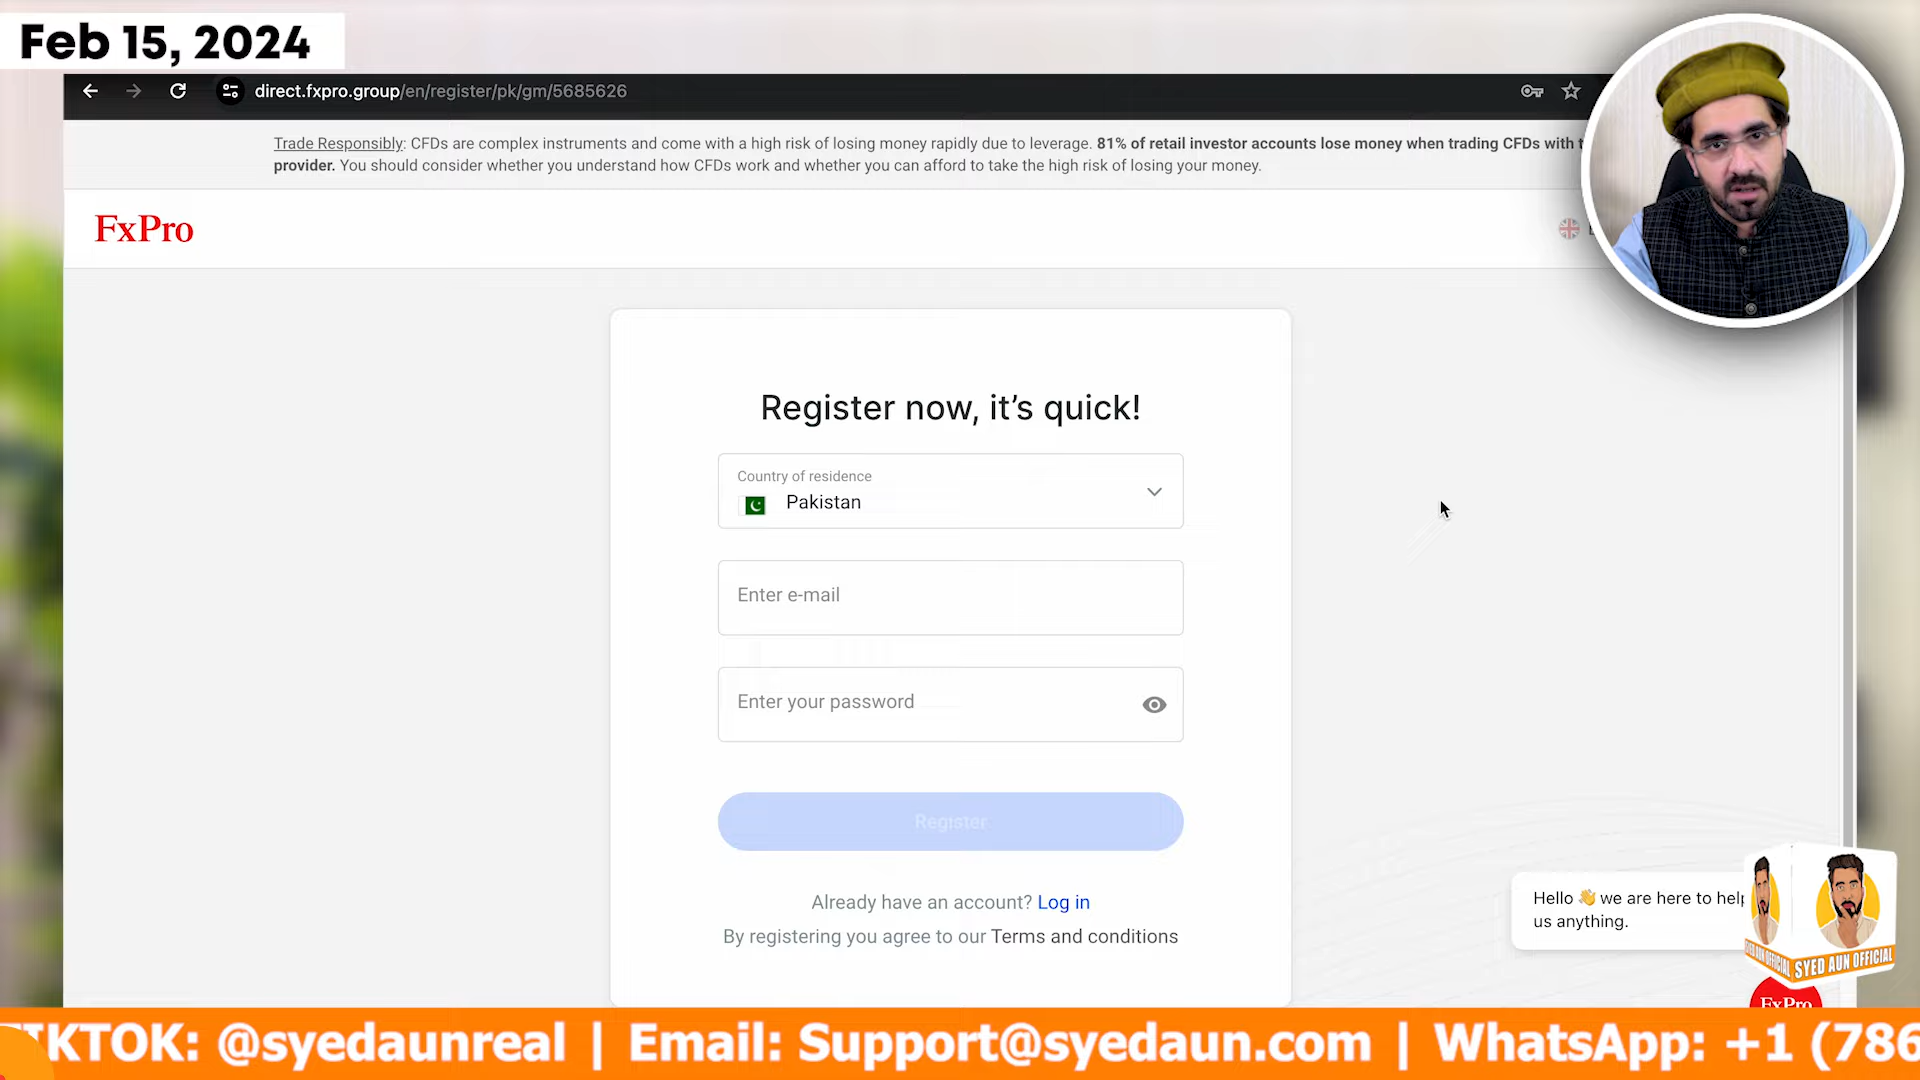 Feb 15, 2024
direct.fxpro.group/en/register/pk/gm/5685626
Trade Responsibly: CFDs are complex instruments and come with a high risk of losing money rapidly due to leverage. 81% of retail investor accounts lose money when trading CFDs with
provider. You should consider whether you understand how CFDs work and whether you can afford to take the high risk of losing your money.
FxPro
Register now, it's quick!
Country of residence
Pakistan
Enter e-mail
Enter your password
Register
Already have an account? Log in
By registering you agree to our Terms and conditions
Hello 👋 we are here to help
us anything.
SYED AUN OFFICIAL
FxPro
IKTOK: @syedaunreal | Email: Support@syedaun.com | WhatsApp: +1 (786